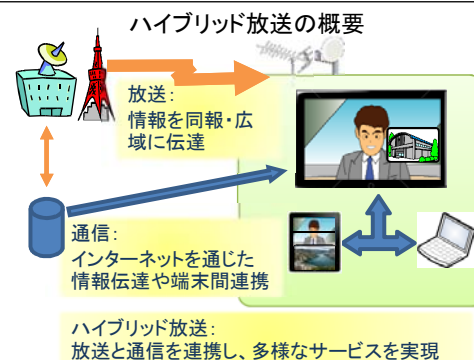 ハイブリッド放送の概要
放送：
情報を同報・広
域に伝達
通信：
インターネットを通じた
情報伝達や端末間連携
ハイブリッド放送：
放送と通信を連携し、多様なサービスを実現